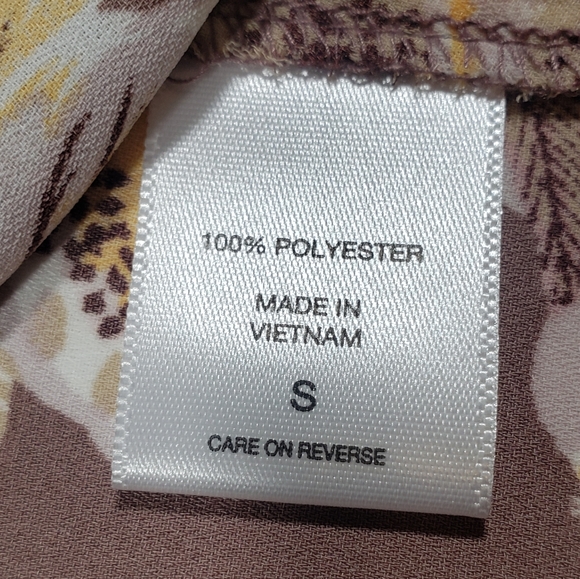 100% POLYESTER
MADE IN
VIETNAM
S
CARE ON REVERSE